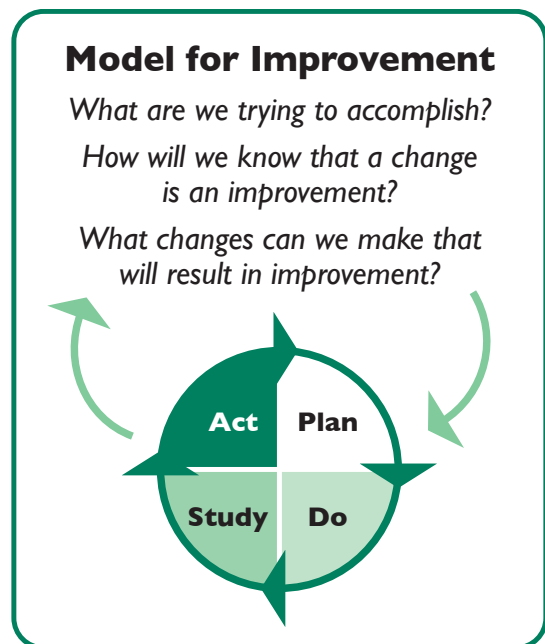 Model for Improvement
What are we trying to accomplish?
How will we know that a change
is an improvement?
What changes can we make that
will result in improvement?
Act
Plan
Study
Do